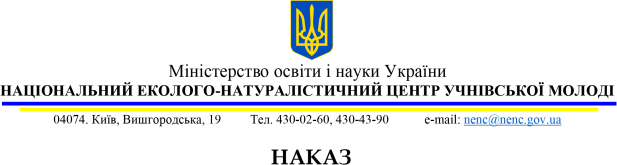 Міністерство освіти і науки України
НАЦІОНАЛЬНИЙ ЕКОЛОГО-НАТУРАЛІСТИЧНИЙ ЦЕНТР УЧНІВСЬКОЇ МОЛОДІ
04074. Київ, Вишгородська, 19 Тел. 430-02-60, 430-43-90 e-mail: nenc@nenc.gov.ua
НАКАЗ